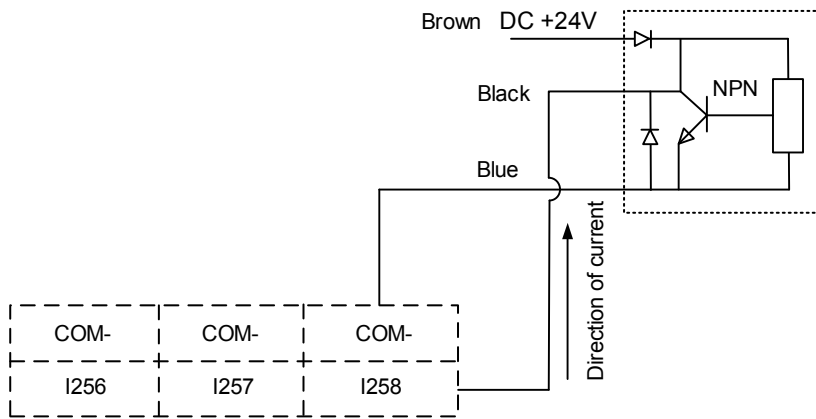 Brown DC +24V
NPN
Black
Blue
Direction of current
COM- COM- COM-
I256 I257 I258